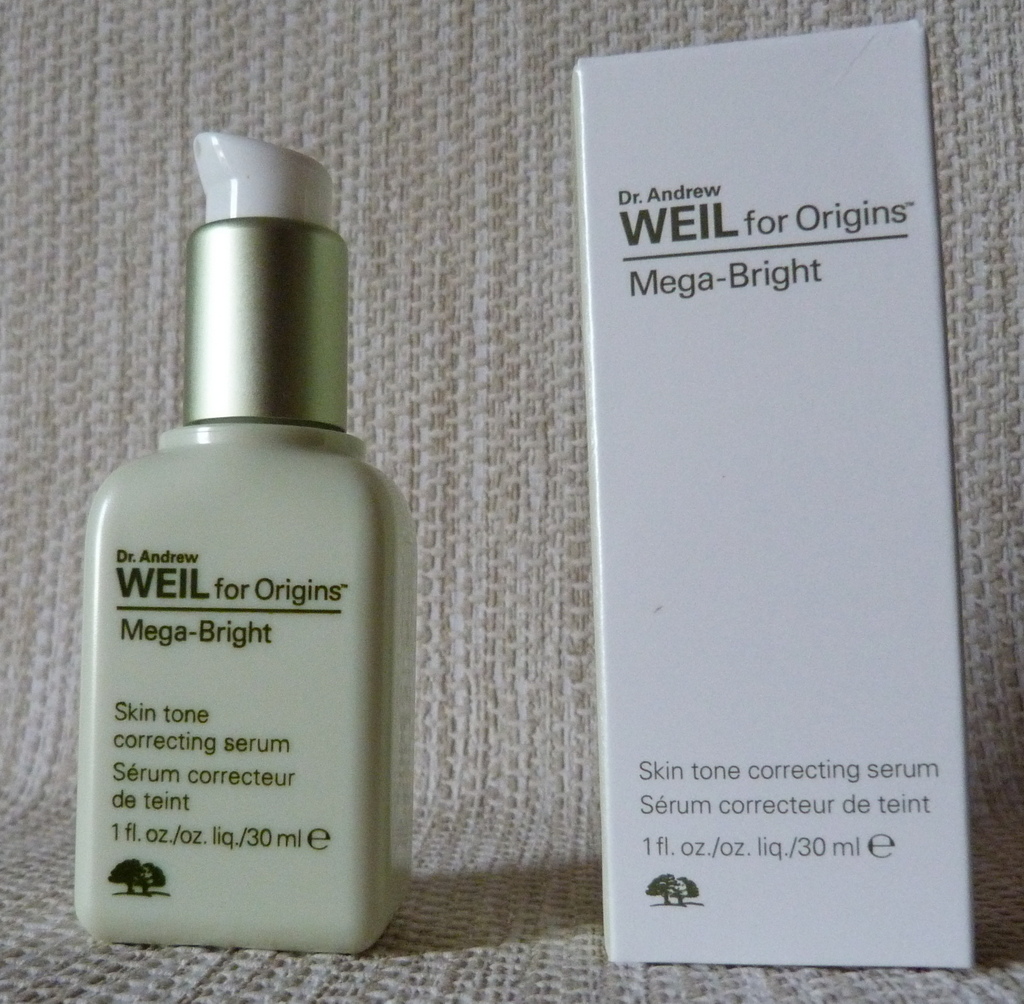 Dr. Andrew
WEIL for Origins™
Mega-Bright
Skin tone
correcting serum
Sérum correcteur
de teint
1 fl. oz./oz. liq./30 ml ℮
Dr. Andrew
WEIL for Origins™
Mega-Bright
Skin tone correcting serum
Sérum correcteur de teint
1 fl. oz./oz. liq./30 ml ℮